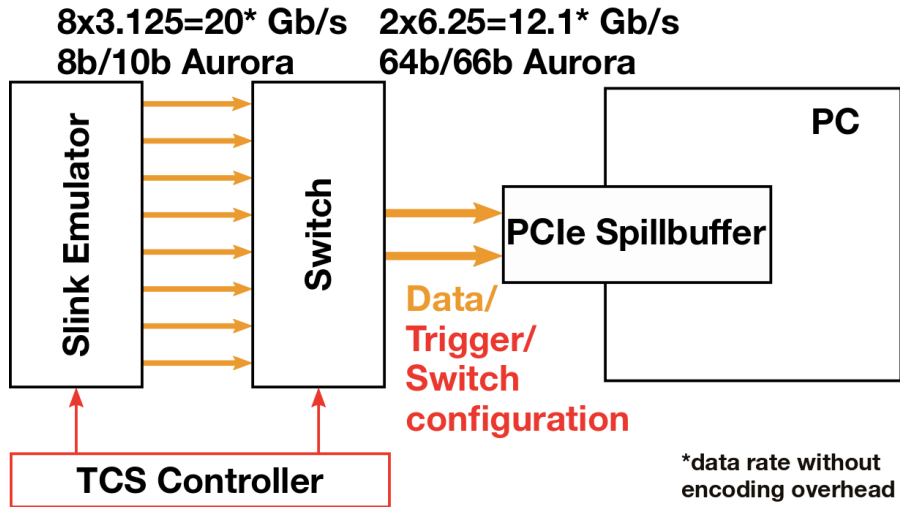 8x3.125=20* Gb/s
8b/10b Aurora
2x6.25=12.1* Gb/s
64b/66b Aurora
Slink Emulator
Switch
PC
PCIe Spillbuffer
Data/
Trigger/
Switch
configuration
TCS Controller
*data rate without
encoding overhead